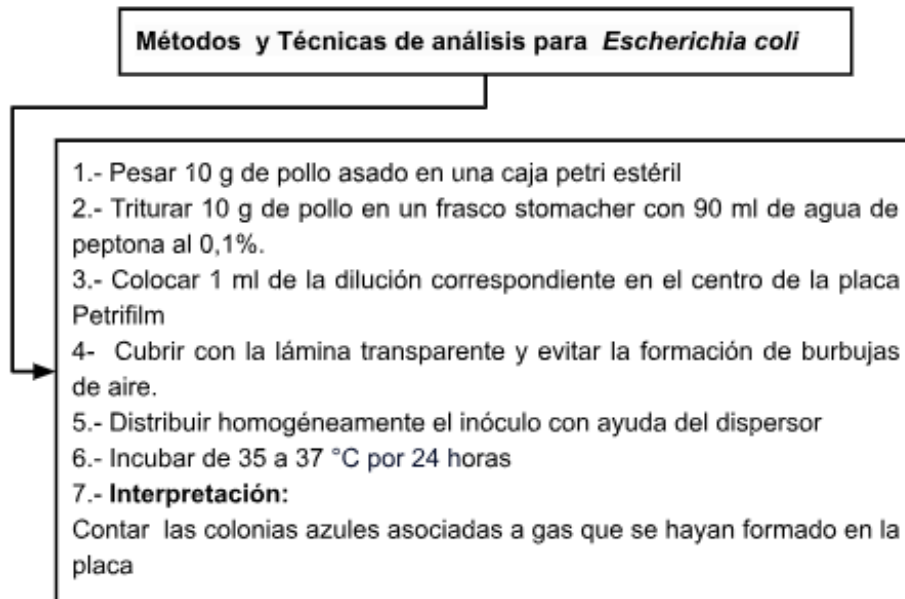 Métodos y Técnicas de análisis para Escherichia coli
1.- Pesar 10 g de pollo asado en una caja petri estéril
2.- Triturar 10 g de pollo en un frasco stomacher con 90 ml de agua de
peptona al 0,1%.
3.- Colocar 1 ml de la dilución correspondiente en el centro de la placa
Petrifilm
4- Cubrir con la lámina transparente y evitar la formación de burbujas
de aire.
5.- Distribuir homogéneamente el inóculo con ayuda del dispersor
6.- Incubar de 35 a 37 °C por 24 horas
7.- Interpretación:
Contar las colonias azules asociadas a gas que se hayan formado en la
placa